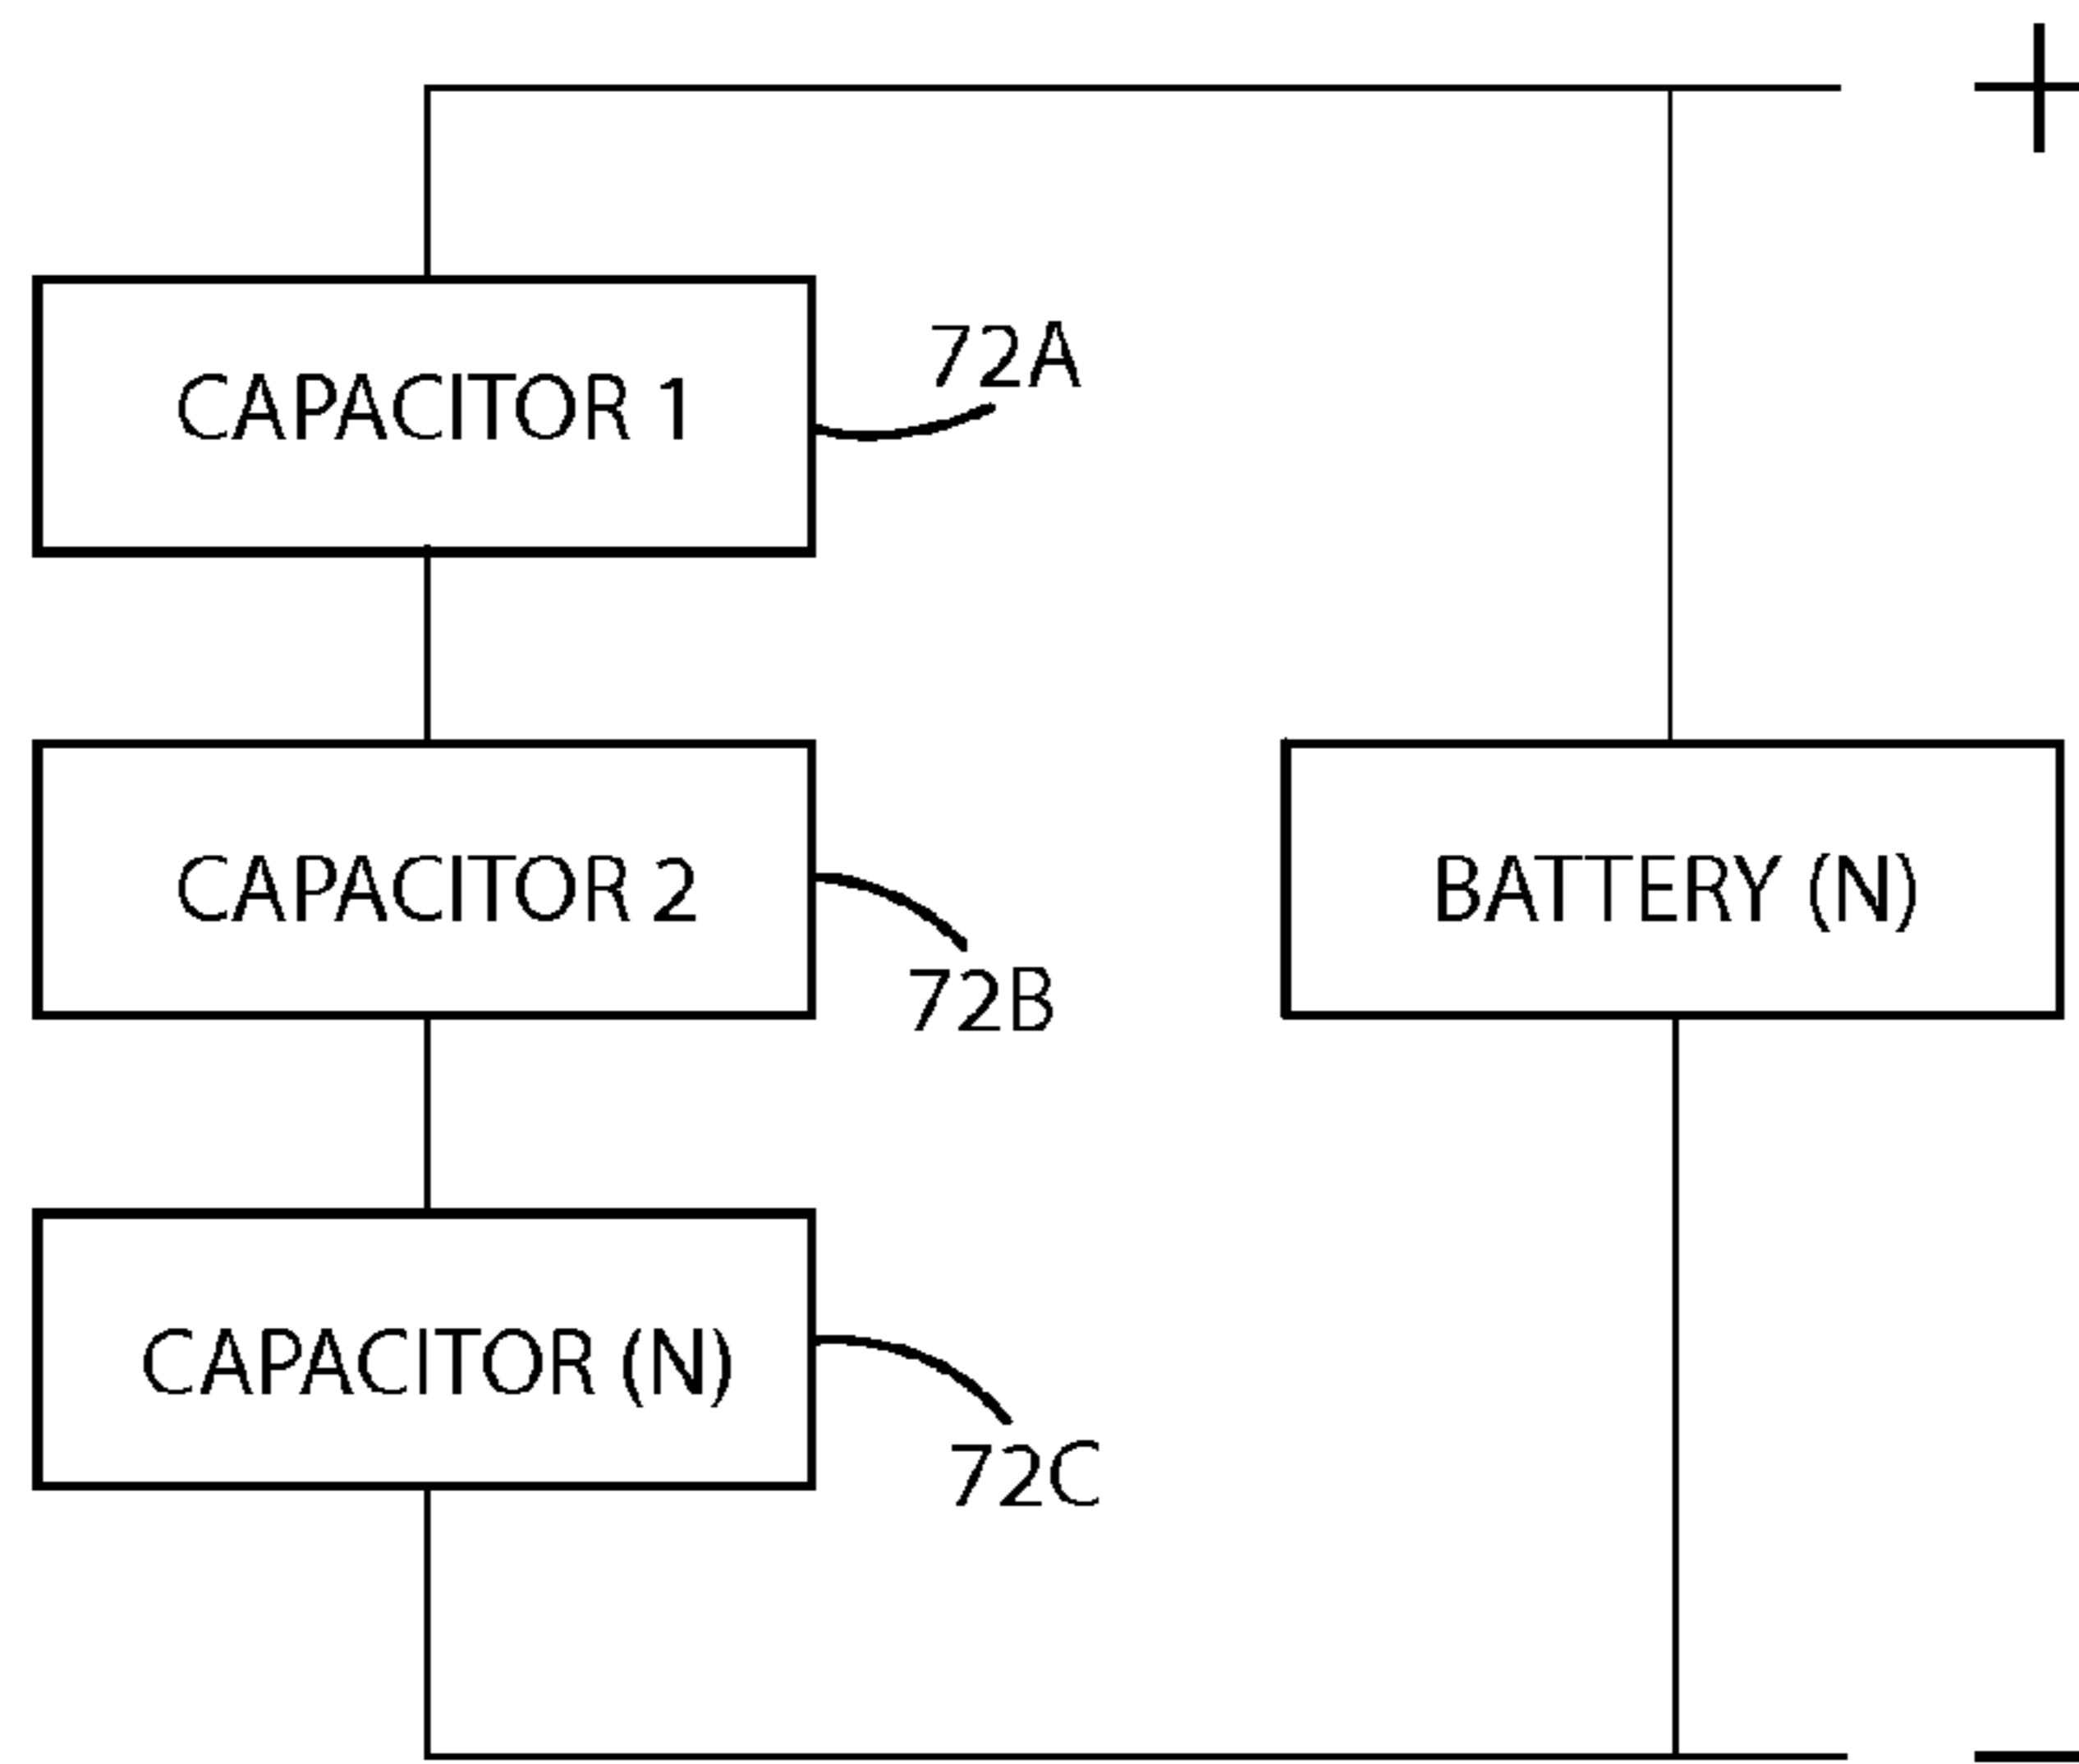 +
CAPACITOR 1
72A
CAPACITOR 2
72B
BATTERY (N)
CAPACITOR (N)
72C
−